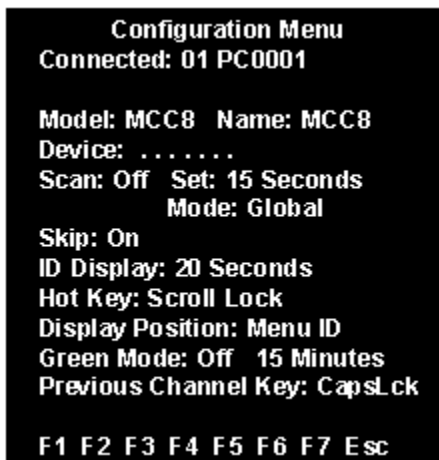 Configuration Menu
Connected: 01 PC0001
Model: MCC8 Name: MCC8
Device: .......
Scan: Off Set: 15 Seconds
Mode: Global
Skip: On
ID Display: 20 Seconds
Hot Key: Scroll Lock
Display Position: Menu ID
Green Mode: Off 15 Minutes
Previous Channel Key: CapsLck
F1 F2 F3 F4 F5 F6 F7 Esc